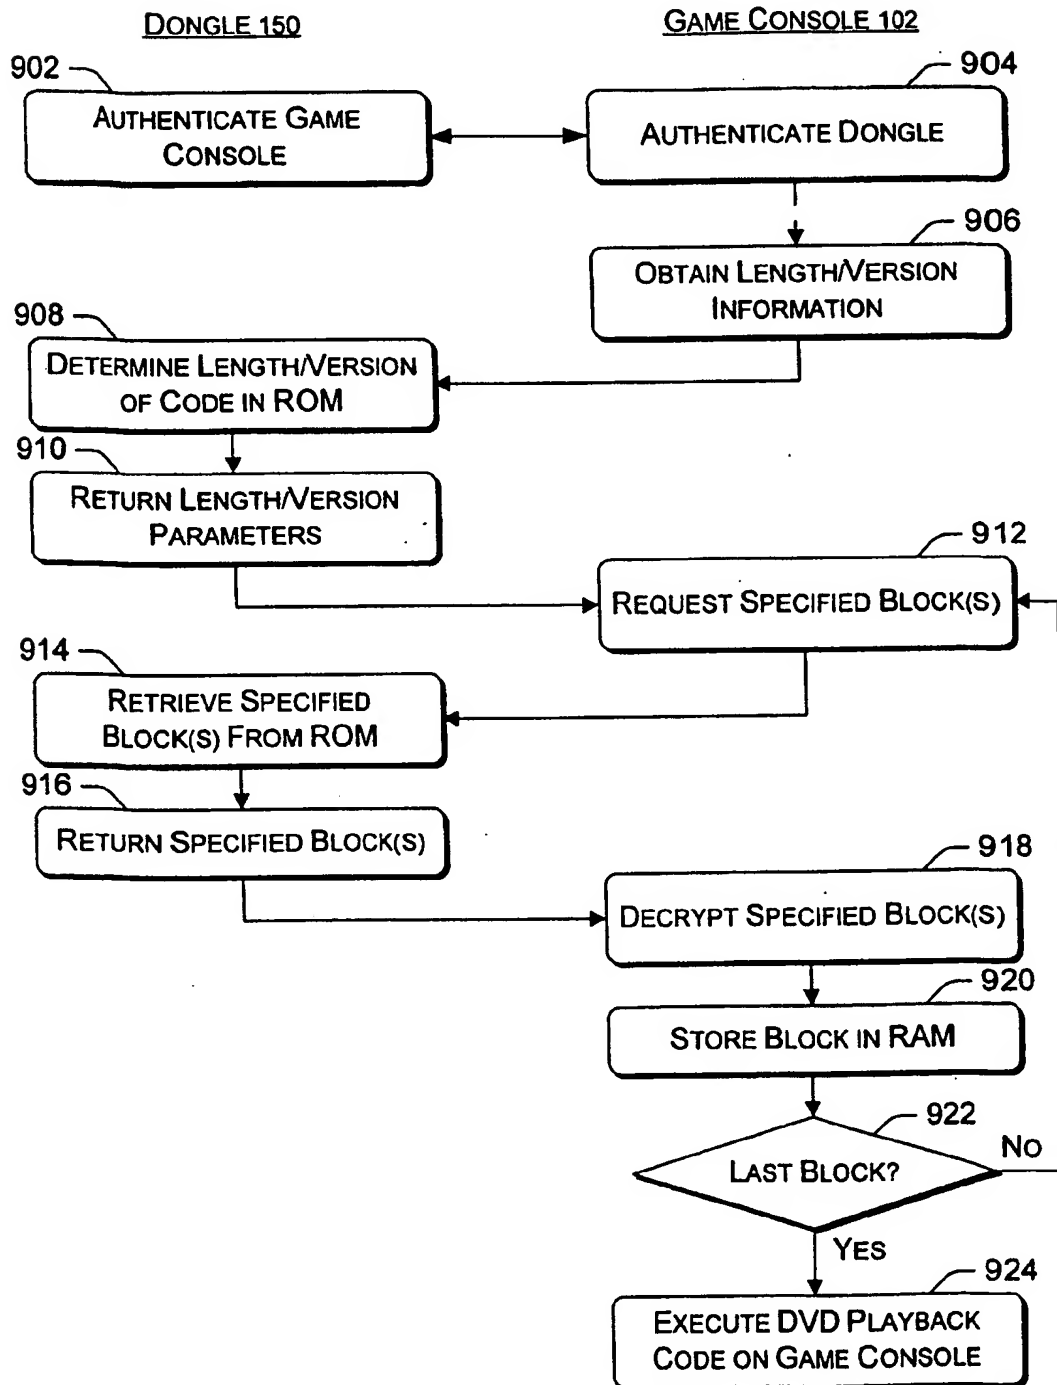 DONGLE 150
GAME CONSOLE 102
902
AUTHENTICATE GAME
CONSOLE
904
AUTHENTICATE DONGLE
906
OBTAIN LENGTH/VERSION
INFORMATION
908
DETERMINE LENGTH/VERSION
OF CODE IN ROM
910
RETURN LENGTH/VERSION
PARAMETERS
912
REQUEST SPECIFIED BLOCK(S)
914
RETRIEVE SPECIFIED
BLOCK(S) FROM ROM
916
RETURN SPECIFIED BLOCK(S)
918
DECRYPT SPECIFIED BLOCK(S)
920
STORE BLOCK IN RAM
922
LAST BLOCK?
NO
YES
924
EXECUTE DVD PLAYBACK
CODE ON GAME CONSOLE